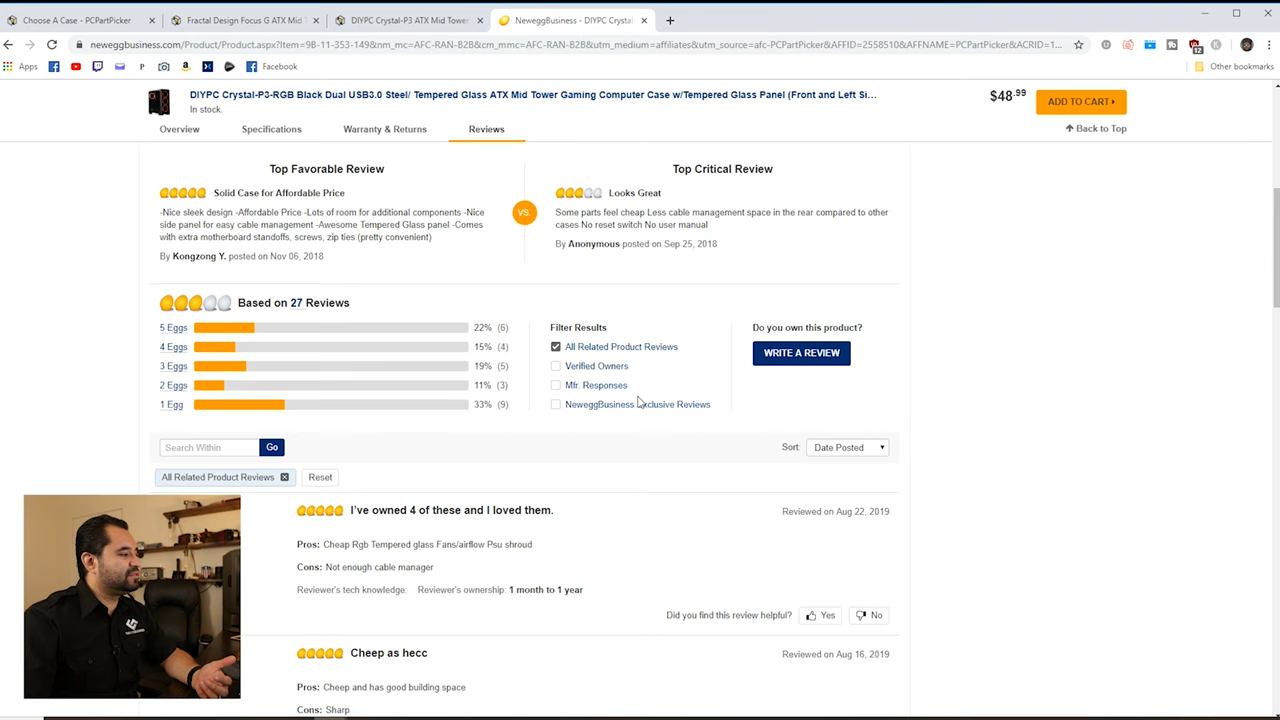 Choose A Case - PCPartPicker
Fractal Design Focus G ATX Mid T
DIYPC Crystal-P3 ATX Mid Tower
NeweggBusiness - DIYPC Crystal
neweggbusiness.com/Product/Product.aspx?Item=9B-11-353-149&nm_mc=AFC-RAN-B2B&cm_mmc=AFC-RAN-B2B&utm_medium=affiliates&utm_source=afc-PCPartPicker&AFFID=2558510&AFFNAME=PCPartPicker&ACRID=1...
Apps
Facebook
Other bookmarks
DIYPC Crystal-P3-RGB Black Dual USB3.0 Steel/ Tempered Glass ATX Mid Tower Gaming Computer Case w/Tempered Glass Panel (Front and Left Si...
In stock.
$48.99
ADD TO CART
Overview
Specifications
Warranty & Returns
Reviews
Back to Top
Top Favorable Review
Solid Case for Affordable Price
-Nice sleek design -Affordable Price -Lots of room for additional components -Nice
side panel for easy cable management -Awesome Tempered Glass panel -Comes
with extra motherboard standoffs, screws, zip ties (pretty convenient)
By Kongzong Y. posted on Nov 06, 2018
VS.
Top Critical Review
Looks Great
Some parts feel cheap Less cable management space in the rear compared to other
cases No reset switch No user manual
By Anonymous posted on Sep 25, 2018
Based on 27 Reviews
5 Eggs 22% (6)
4 Eggs 15% (4)
3 Eggs 19% (5)
2 Eggs 11% (3)
1 Egg 33% (9)
Filter Results
All Related Product Reviews
Verified Owners
Mfr. Responses
NeweggBusiness Exclusive Reviews
Do you own this product?
WRITE A REVIEW
Search Within
Go
Sort: Date Posted
All Related Product Reviews
Reset
I've owned 4 of these and I loved them.
Reviewed on Aug 22, 2019
Pros: Cheap Rgb Tempered glass Fans/airflow Psu shroud
Cons: Not enough cable manager
Reviewer's tech knowledge: Reviewer's ownership: 1 month to 1 year
Did you find this review helpful? Yes No
Cheep as hecc
Reviewed on Aug 16, 2019
Pros: Cheep and has good building space
Cons: Sharp